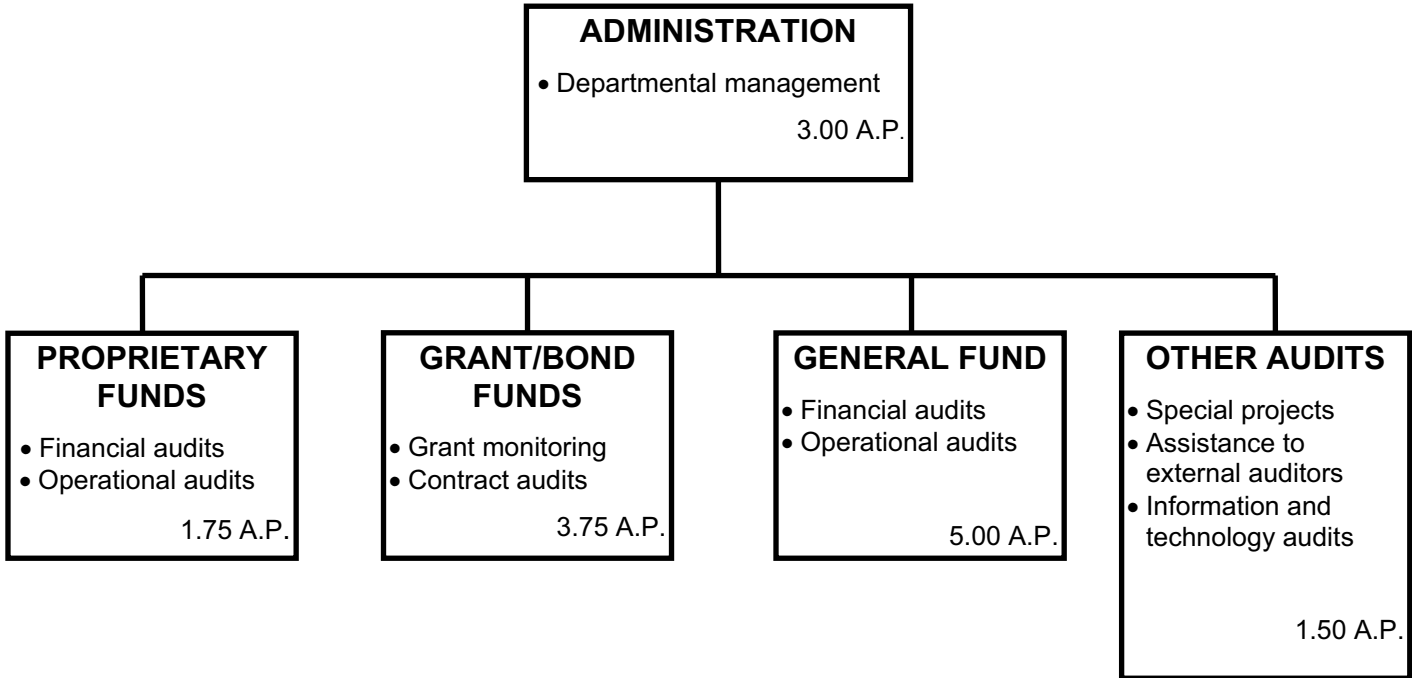 ADMINISTRATION
• Departmental management
3.00 A.P.
PROPRIETARY
FUNDS
• Financial audits
• Operational audits
1.75 A.P.
GRANT/BOND
FUNDS
• Grant monitoring
• Contract audits
3.75 A.P.
GENERAL FUND
• Financial audits
• Operational audits
5.00 A.P.
OTHER AUDITS
• Special projects
• Assistance to
external auditors
• Information and
technology audits
1.50 A.P.